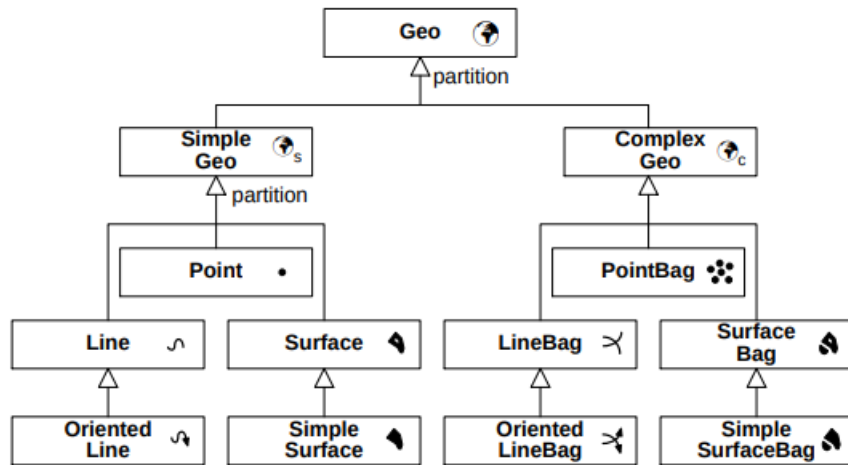 Geo
partition
Simple
Geo
s
Complex
Geo
c
partition
Point
PointBag
Line
Surface
LineBag
Surface
Bag
Oriented
Line
Simple
Surface
Oriented
LineBag
Simple
SurfaceBag